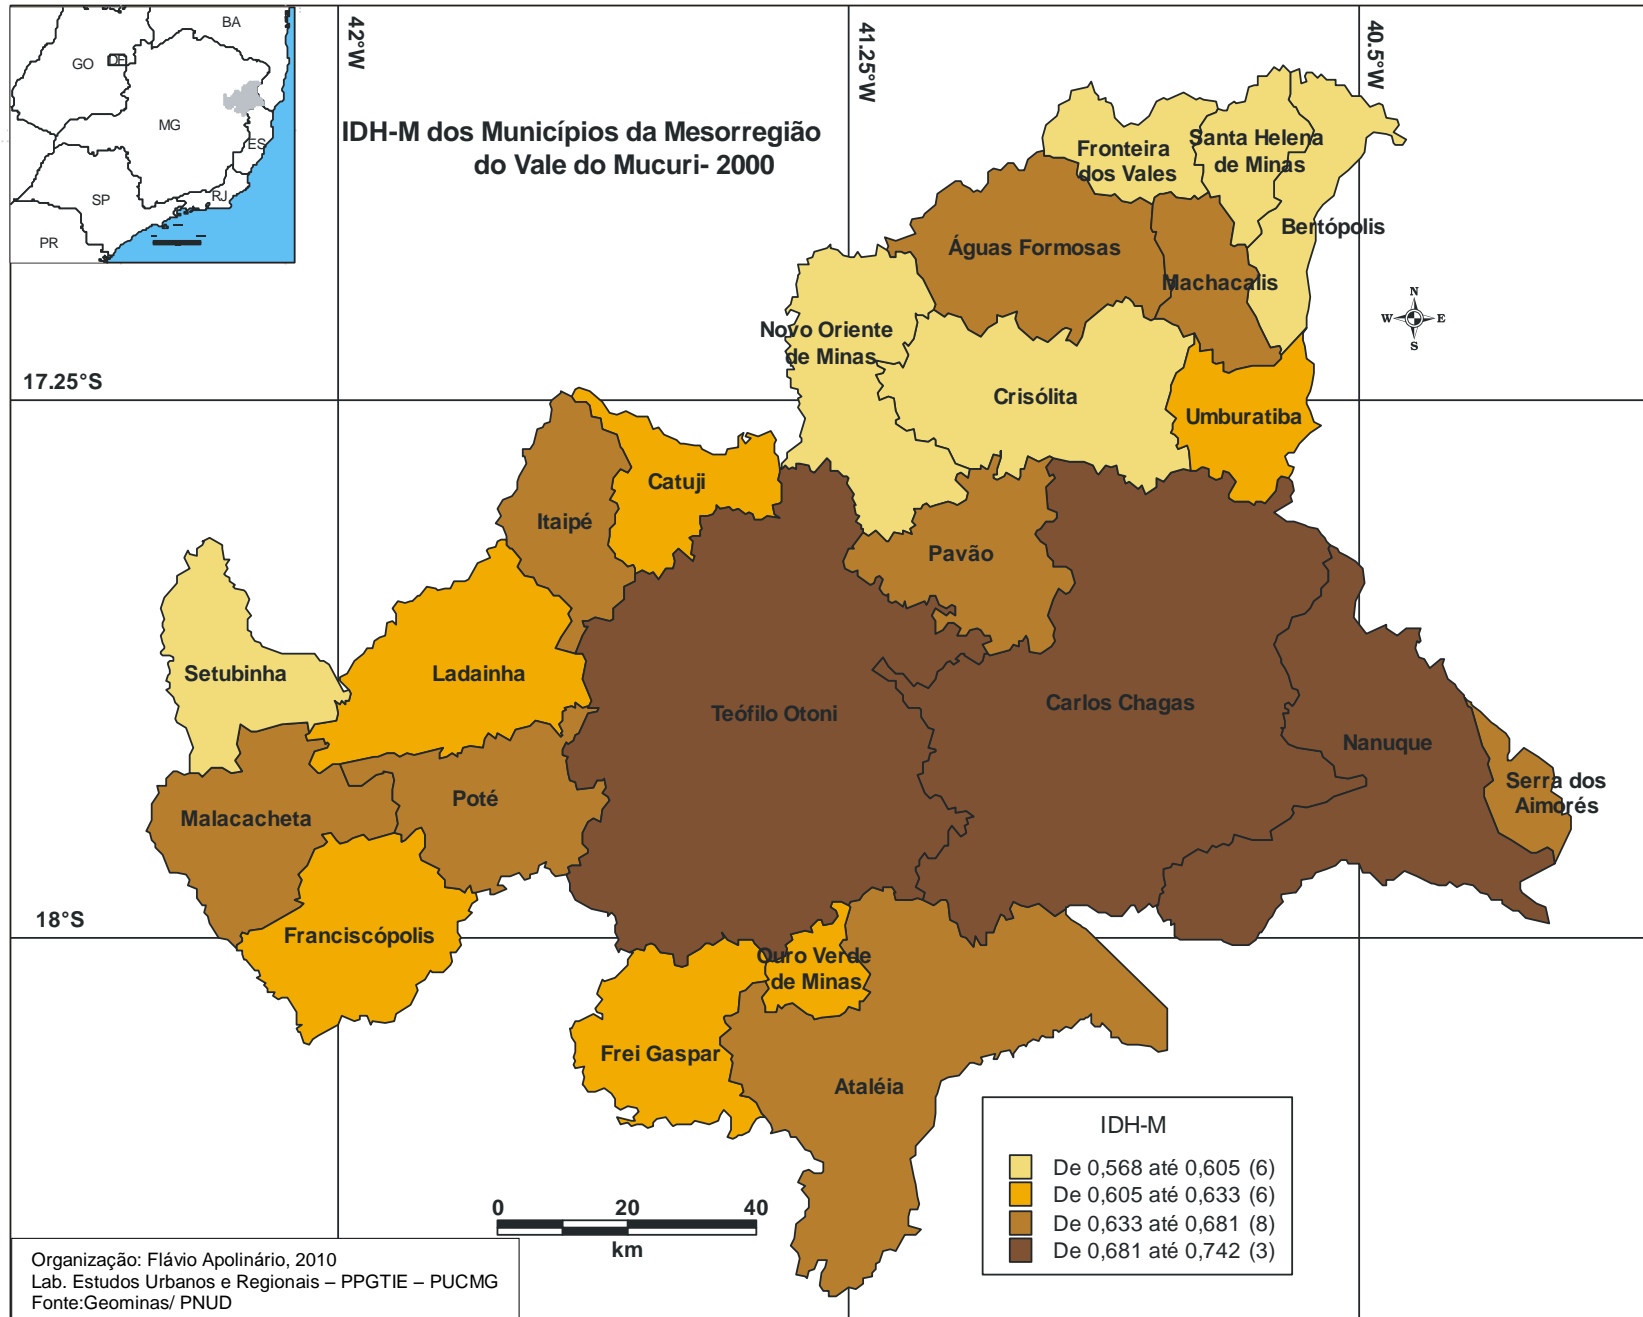 BA
GO
DF
MG
ES
SP
RJ
PR
42°W
41.25°W
40.5°W
IDH-M dos Municípios da Mesorregião
do Vale do Mucuri- 2000
Fronteira
dos Vales
Santa Helena
de Minas
Bertópolis
Águas Formosas
Machacalis
N
W
E
S
Novo Oriente
de Minas
17.25°S
Crisólita
Umburatiba
Catuji
Itaipé
Pavão
Setubinha
Ladainha
Teófilo Otoni
Carlos Chagas
Nanuque
Serra dos
Aimorés
Poté
Malacacheta
18°S
Franciscópolis
Ouro Verde
de Minas
Frei Gaspar
Ataléia
IDH-M
De 0,568 até 0,605 (6)
De 0,605 até 0,633 (6)
De 0,633 até 0,681 (8)
De 0,681 até 0,742 (3)
0 20 40
km
Organização: Flávio Apolinário, 2010
Lab. Estudos Urbanos e Regionais – PPGTIE – PUCMG
Fonte:Geominas/ PNUD